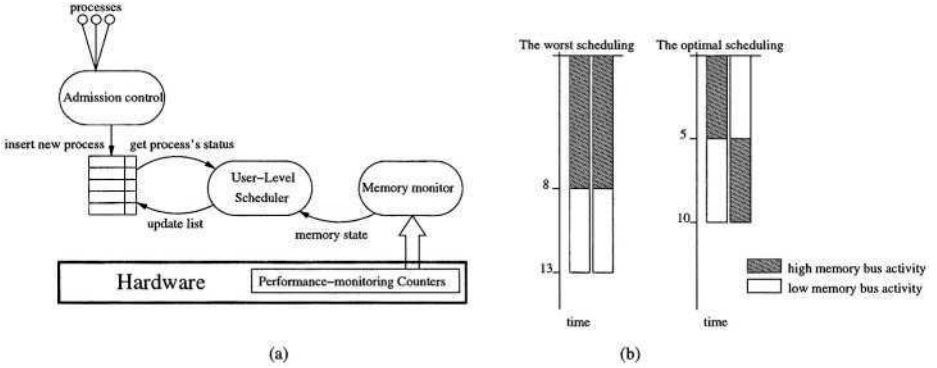 processes
Admission control
insert new process
get process's status
User-Level
Scheduler
Memory monitor
update list
memory state
Hardware
Performance-monitoring Counters
(a)
The worst scheduling
The optimal scheduling
5
8
10
13
high memory bus activity
low memory bus activity
time
time
(b)